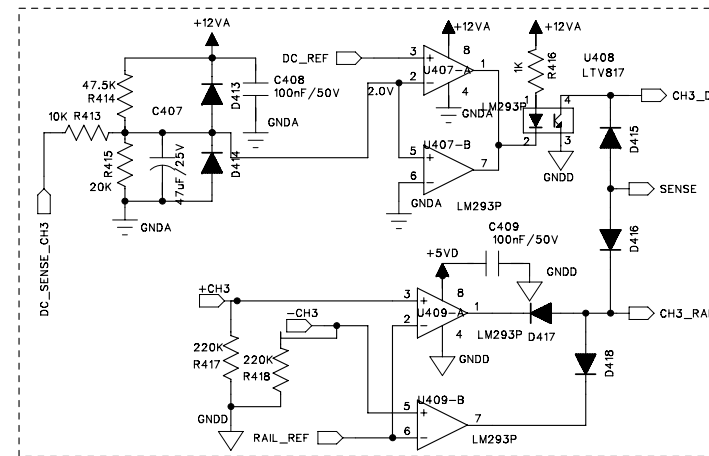 +12VA
+12VA
+12VA
DC_REF
3
8
1
U407-A
2
4
2.0V
GNDA
LM293P
1K
R416
U408
LTV817
1
4
2
3
CH3_D
47.5K
R414
D413
C408
100nF/50V
GNDA
10K
R413
C407
47uF/25V
D414
R415
20K
GNDA
DC_SENSE_CH3
U407-B
5
7
6
GNDA
LM293P
GNDD
D415
SENSE
D416
C409
100nF/50V
+5VD
GNDD
+CH3
-CH3
3
8
1
U409-A
2
4
LM293P
D417
CH3_RAI
220K
R417
220K
R418
GNDD
D418
GNDD
U409-B
5
7
6
RAIL_REF
LM293P